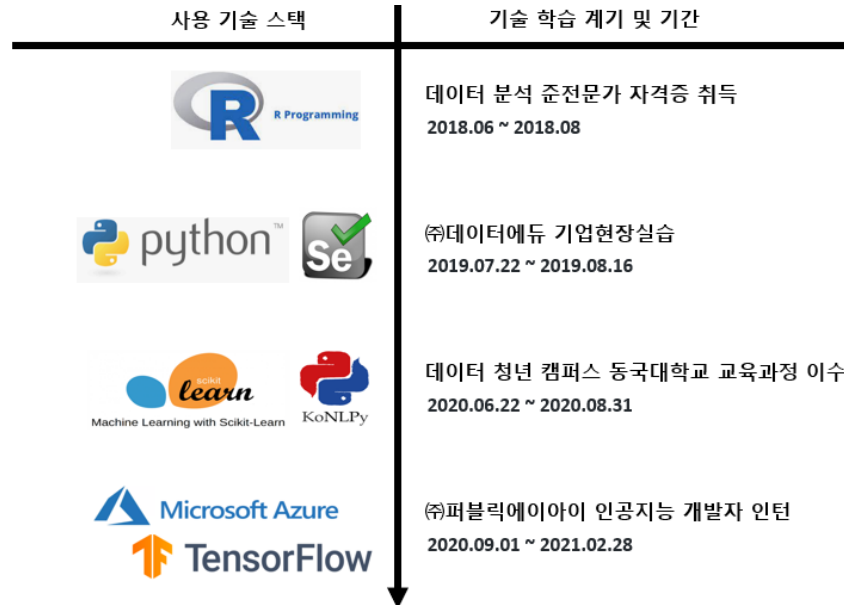 사용 기술 스택
기술 학습 계기 및 기간
R
R Programming
데이터 분석 준전문가 자격증 취득
2018.06 ~ 2018.08
python™
Se
㈜데이터에듀 기업현장실습
2019.07.22 ~ 2019.08.16
scikit
learn
Machine Learning with Scikit-Learn
KoNLPy
데이터 청년 캠퍼스 동국대학교 교육과정 이수
2020.06.22 ~ 2020.08.31
Microsoft Azure
TensorFlow
㈜퍼블릭에이아이 인공지능 개발자 인턴
2020.09.01 ~ 2021.02.28